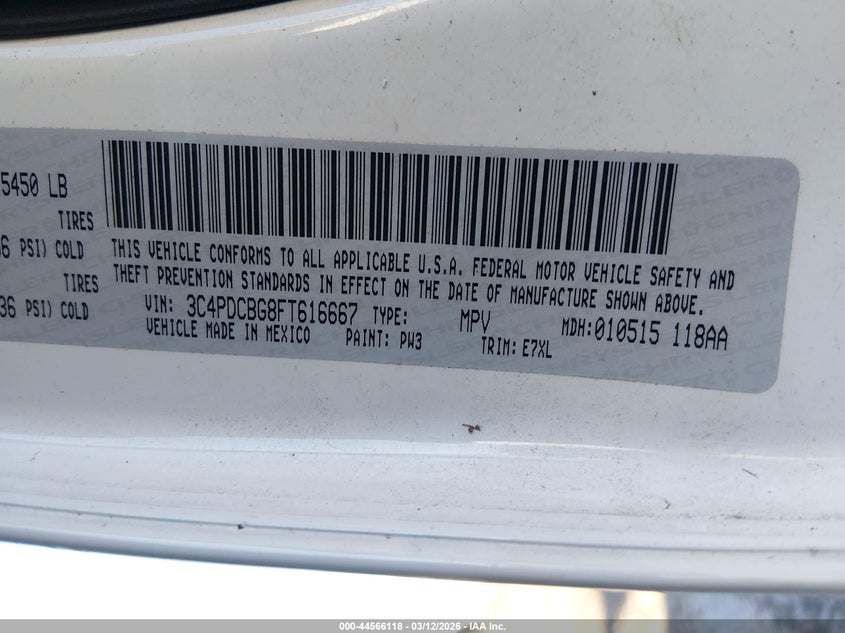 5450 LB
TIRES
36 PSI) COLD
TIRES
36 PSI) COLD
THIS VEHICLE CONFORMS TO ALL APPLICABLE U.S.A. FEDERAL MOTOR VEHICLE SAFETY AND
THEFT PREVENTION STANDARDS IN EFFECT ON THE DATE OF MANUFACTURE SHOWN ABOVE.
VIN: 3C4PDCBG8FT616667 TYPE: MPV MDH:010515 118AA
VEHICLE MADE IN MEXICO PAINT: PW3 TRIM: E7XL
000-44566118 - 03/12/2026 - IAA Inc.